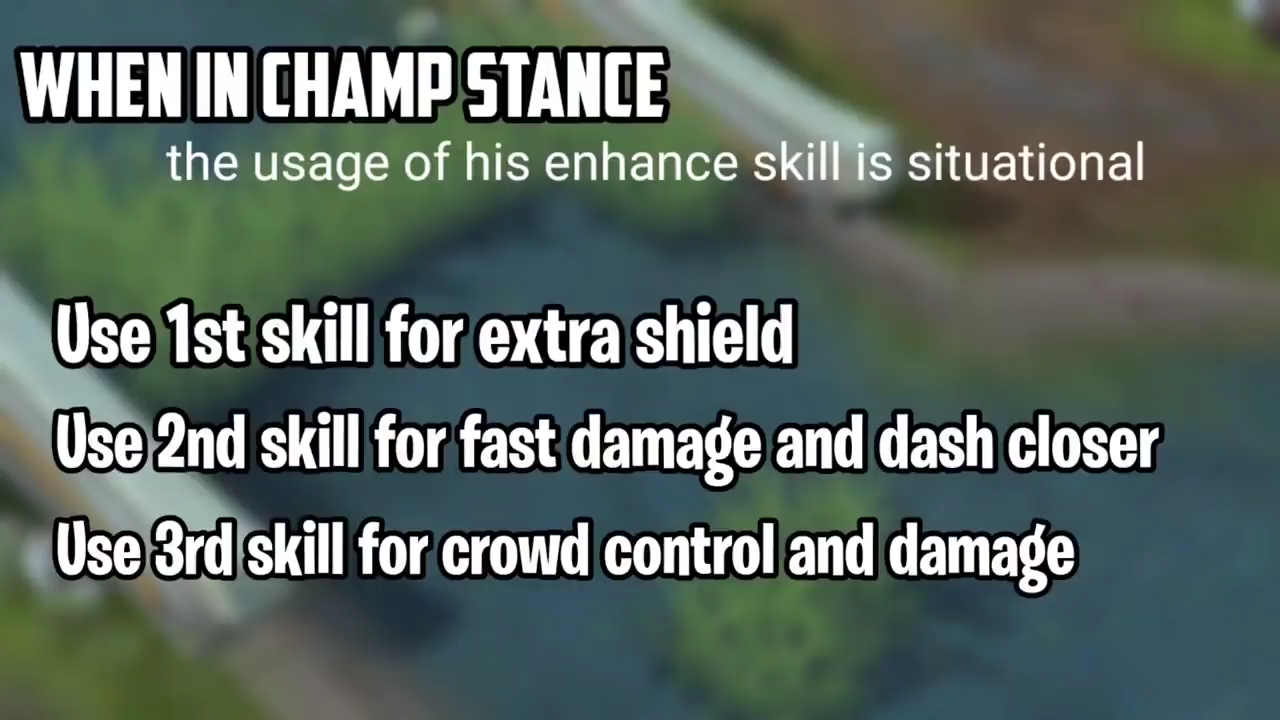 WHEN IN CHAMP STANCE
the usage of his enhance skill is situational
Use 1st skill for extra shield
Use 2nd skill for fast damage and dash closer
Use 3rd skill for crowd control and damage